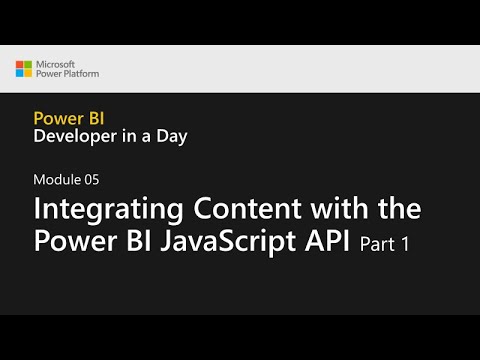 Microsoft
Power Platform
Power BI
Developer in a Day
Module 05
Integrating Content with the
Power BI JavaScript API Part 1